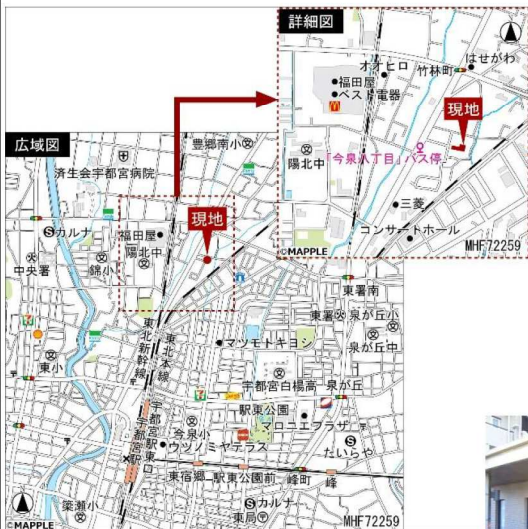 詳細図
オオヒロ
はせがわ
竹林町
福田屋
ベスト電器
現地
陽北中
「今泉八丁目」バス停
三菱
コンサートホール
©MAPPLE
MHF72259
広域図
豊郷南小
済生会宇都宮病院
カルナ
福田屋
現地
陽北中
中央署
錦小
東署南
東署
泉が丘小
東北新幹線
東北本線
マツモトキヨシ
泉が丘中
東小
宇都宮白楊高
泉が丘
駅東公園
マロニエプラザ
今泉小
たいらや
宇都宮駅東口
宇都宮駅
ウツノミヤテラス
東宿郷
駅東公園前
峰町
峰
簗瀬小
カルナ
東局
©MAPPLE
MHF72259